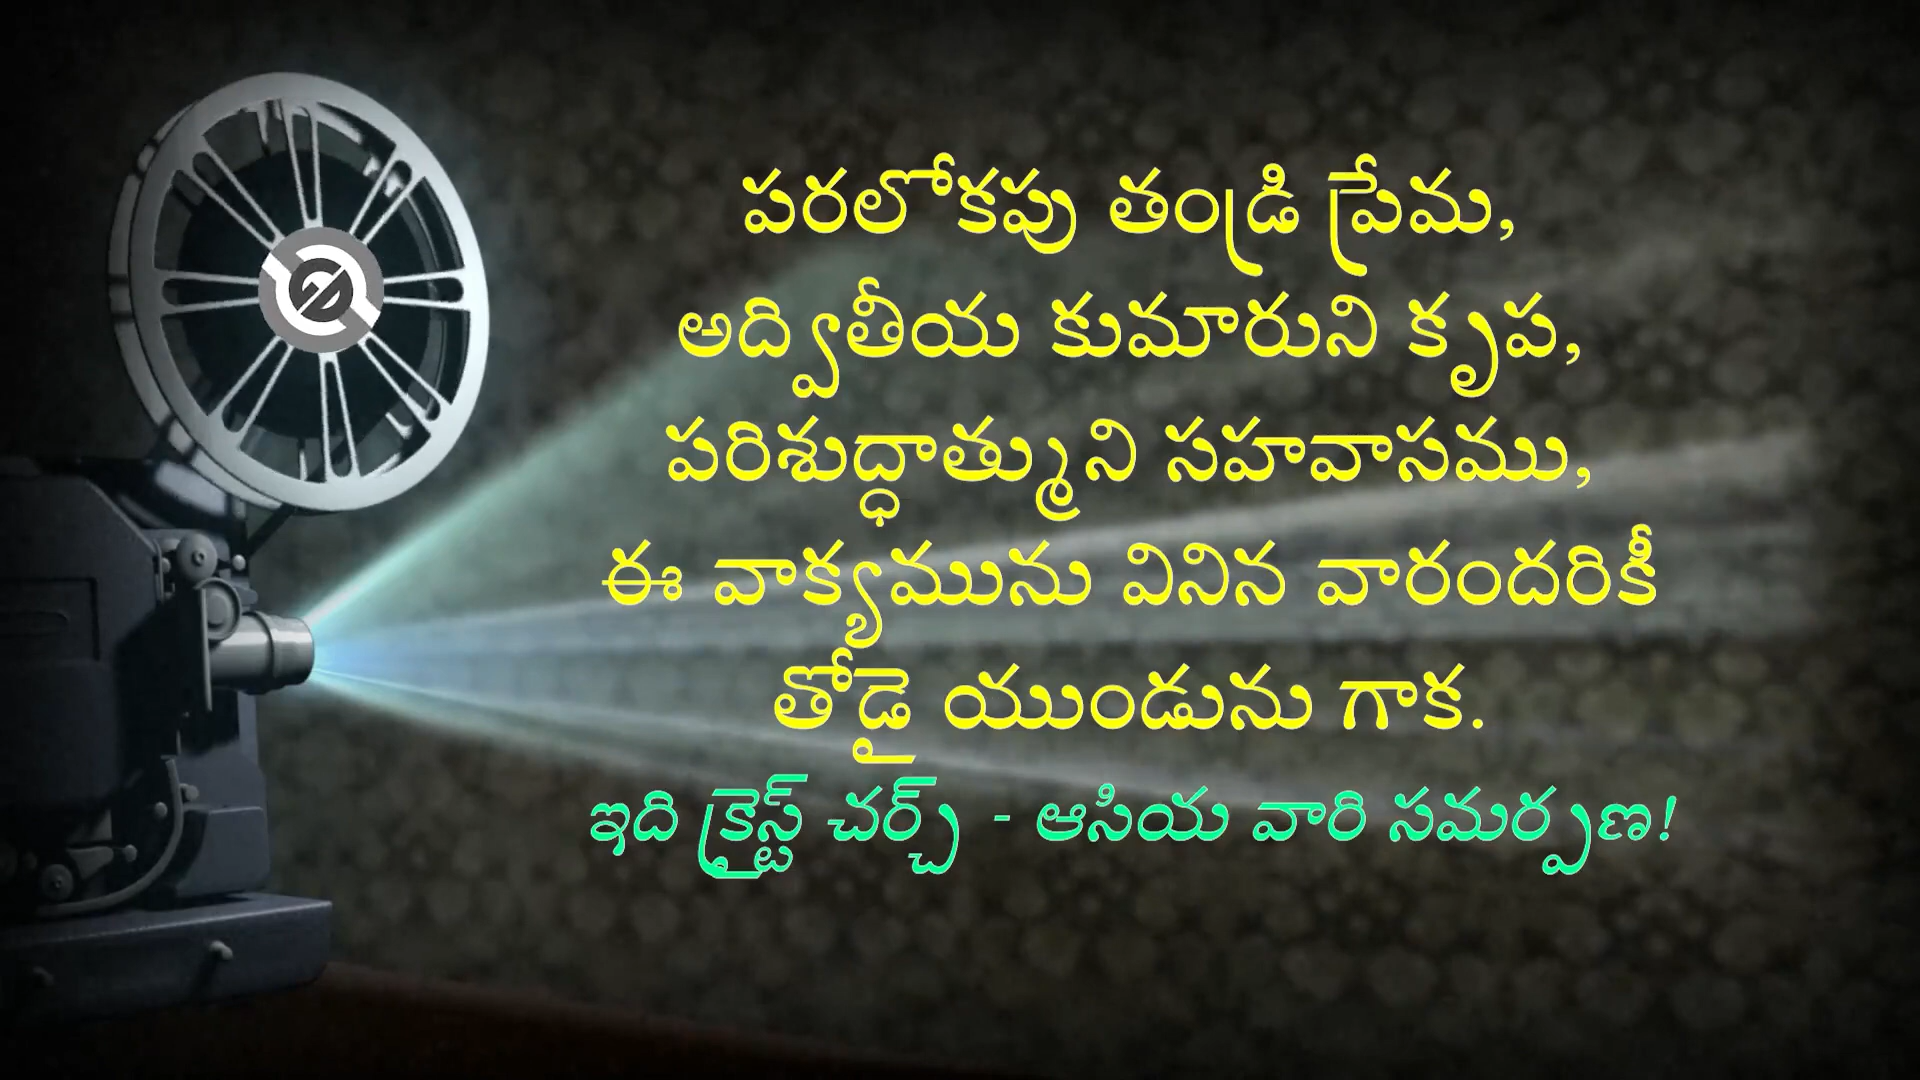 పరలోకపు తండ్రి ప్రేమ,
అద్వితీయ కుమారుని కృప,
పరిశుద్ధాత్ముని సహవాసము,
ఈ వాక్యమును వినిన వారందరికీ
తోడై యుండును గాక.
ఇది క్రైస్ట్ చర్చ్ - ఆసియ వారి సమర్పణ!